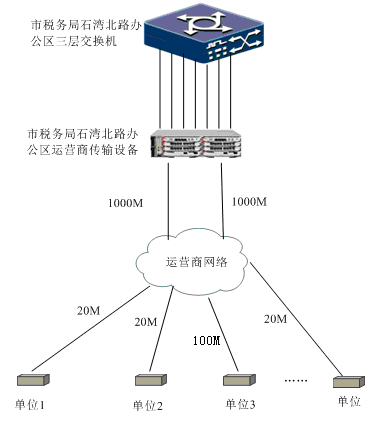 市税务局石湾北路办
公区三层交换机
市税务局石湾北路办
公区运营商传输设备
1000M
1000M
运营商网络
20M
20M
100M
20M
……
单位1
单位2
单位3
单位